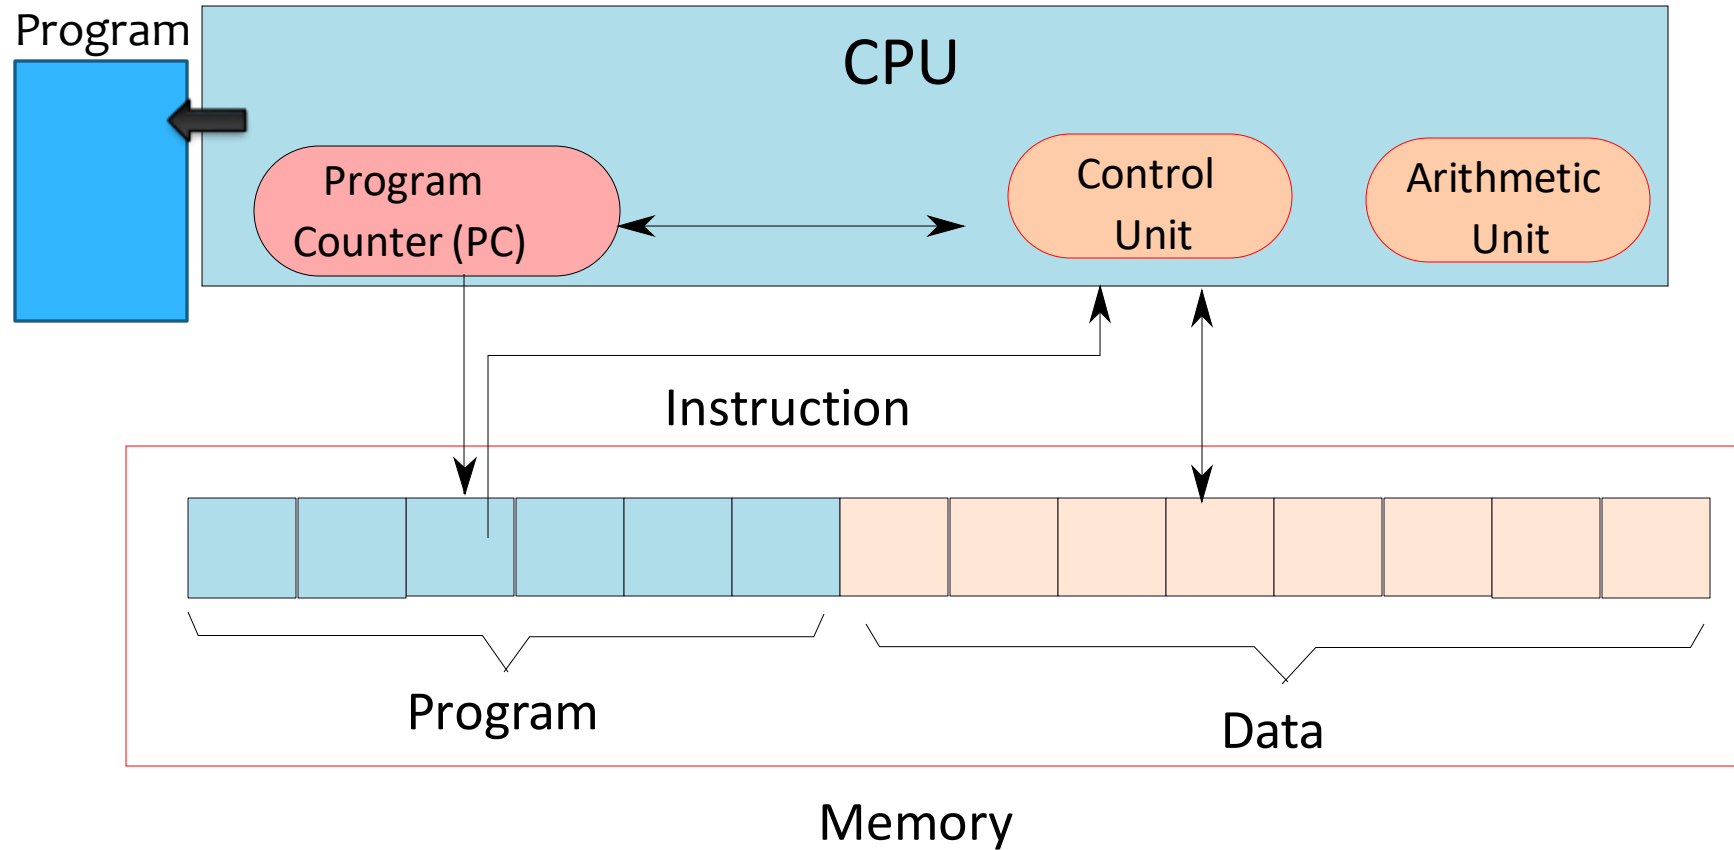 Program
CPU
Program
Counter (PC)
Control
Unit
Arithmetic
Unit
Instruction
Program
Data
Memory